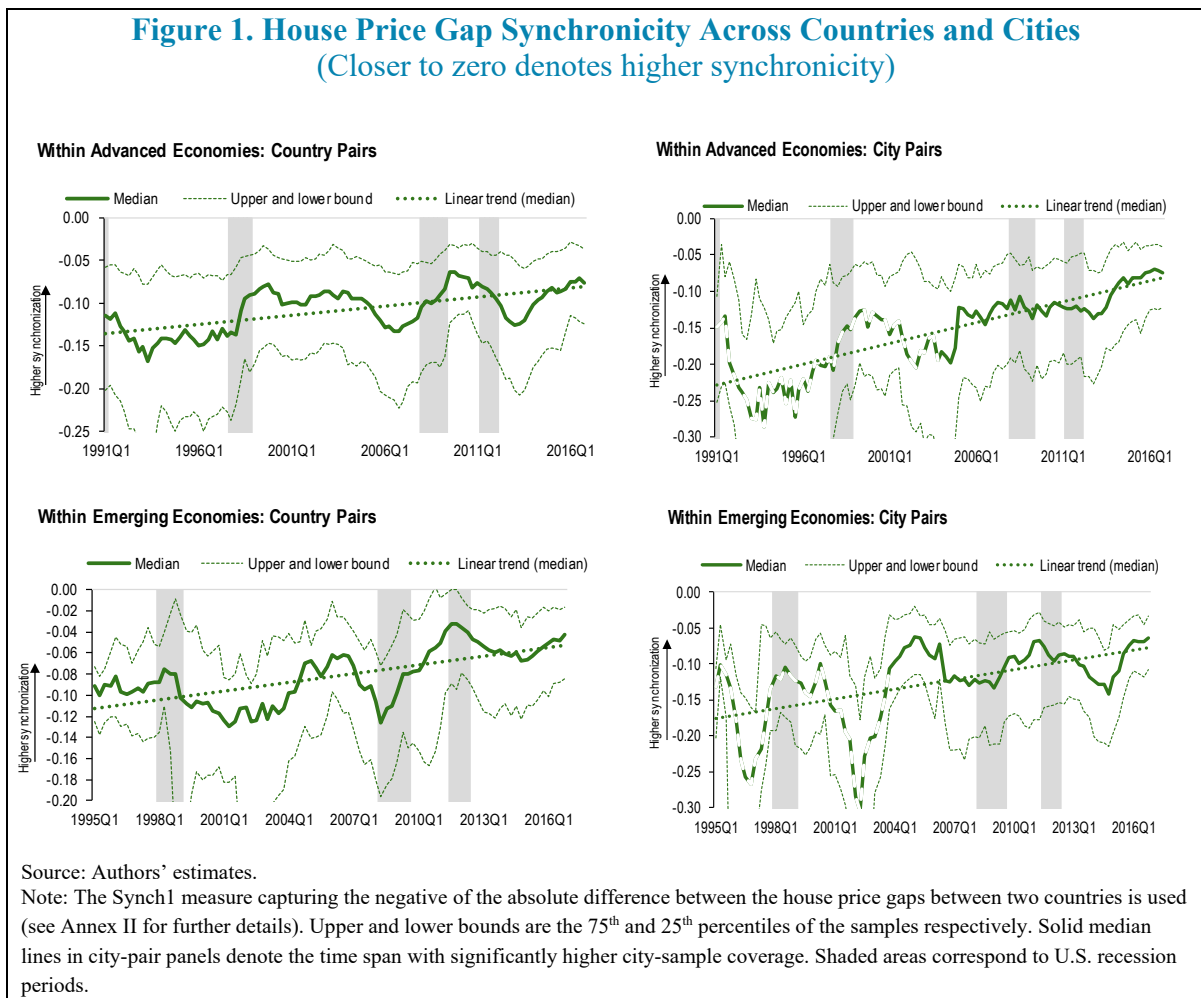 Figure 1. House Price Gap Synchronicity Across Countries and Cities
(Closer to zero denotes higher synchronicity)
Within Advanced Economies: Country Pairs
Median Upper and lower bound Linear trend (median)
0.00
-0.05
-0.10
-0.15
-0.20
-0.25
Higher synchronization
1991Q1 1996Q1 2001Q1 2006Q1 2011Q1 2016Q1
Within Advanced Economies: City Pairs
Median Upper and lower bound Linear trend (median)
0.00
-0.05
-0.10
-0.15
-0.20
-0.25
-0.30
Higher synchronization
1991Q1 1996Q1 2001Q1 2006Q1 2011Q1 2016Q1
Within Emerging Economies: Country Pairs
Median Upper and lower bound Linear trend (median)
0.00
-0.02
-0.04
-0.06
-0.08
-0.10
-0.12
-0.14
-0.16
-0.18
-0.20
Higher synchronization
1995Q1 1998Q1 2001Q1 2004Q1 2007Q1 2010Q1 2013Q1 2016Q1
Within Emerging Economies: City Pairs
Median Upper and lower bound Linear trend (median)
0.00
-0.05
-0.10
-0.15
-0.20
-0.25
-0.30
Higher synchronization
1995Q1 1998Q1 2001Q1 2004Q1 2007Q1 2010Q1 2013Q1 2016Q1
Source: Authors' estimates.
Note: The Synch1 measure capturing the negative of the absolute difference between the house price gaps between two countries is used
(see Annex II for further details). Upper and lower bounds are the 75th and 25th percentiles of the samples respectively. Solid median
lines in city-pair panels denote the time span with significantly higher city-sample coverage. Shaded areas correspond to U.S. recession
periods.